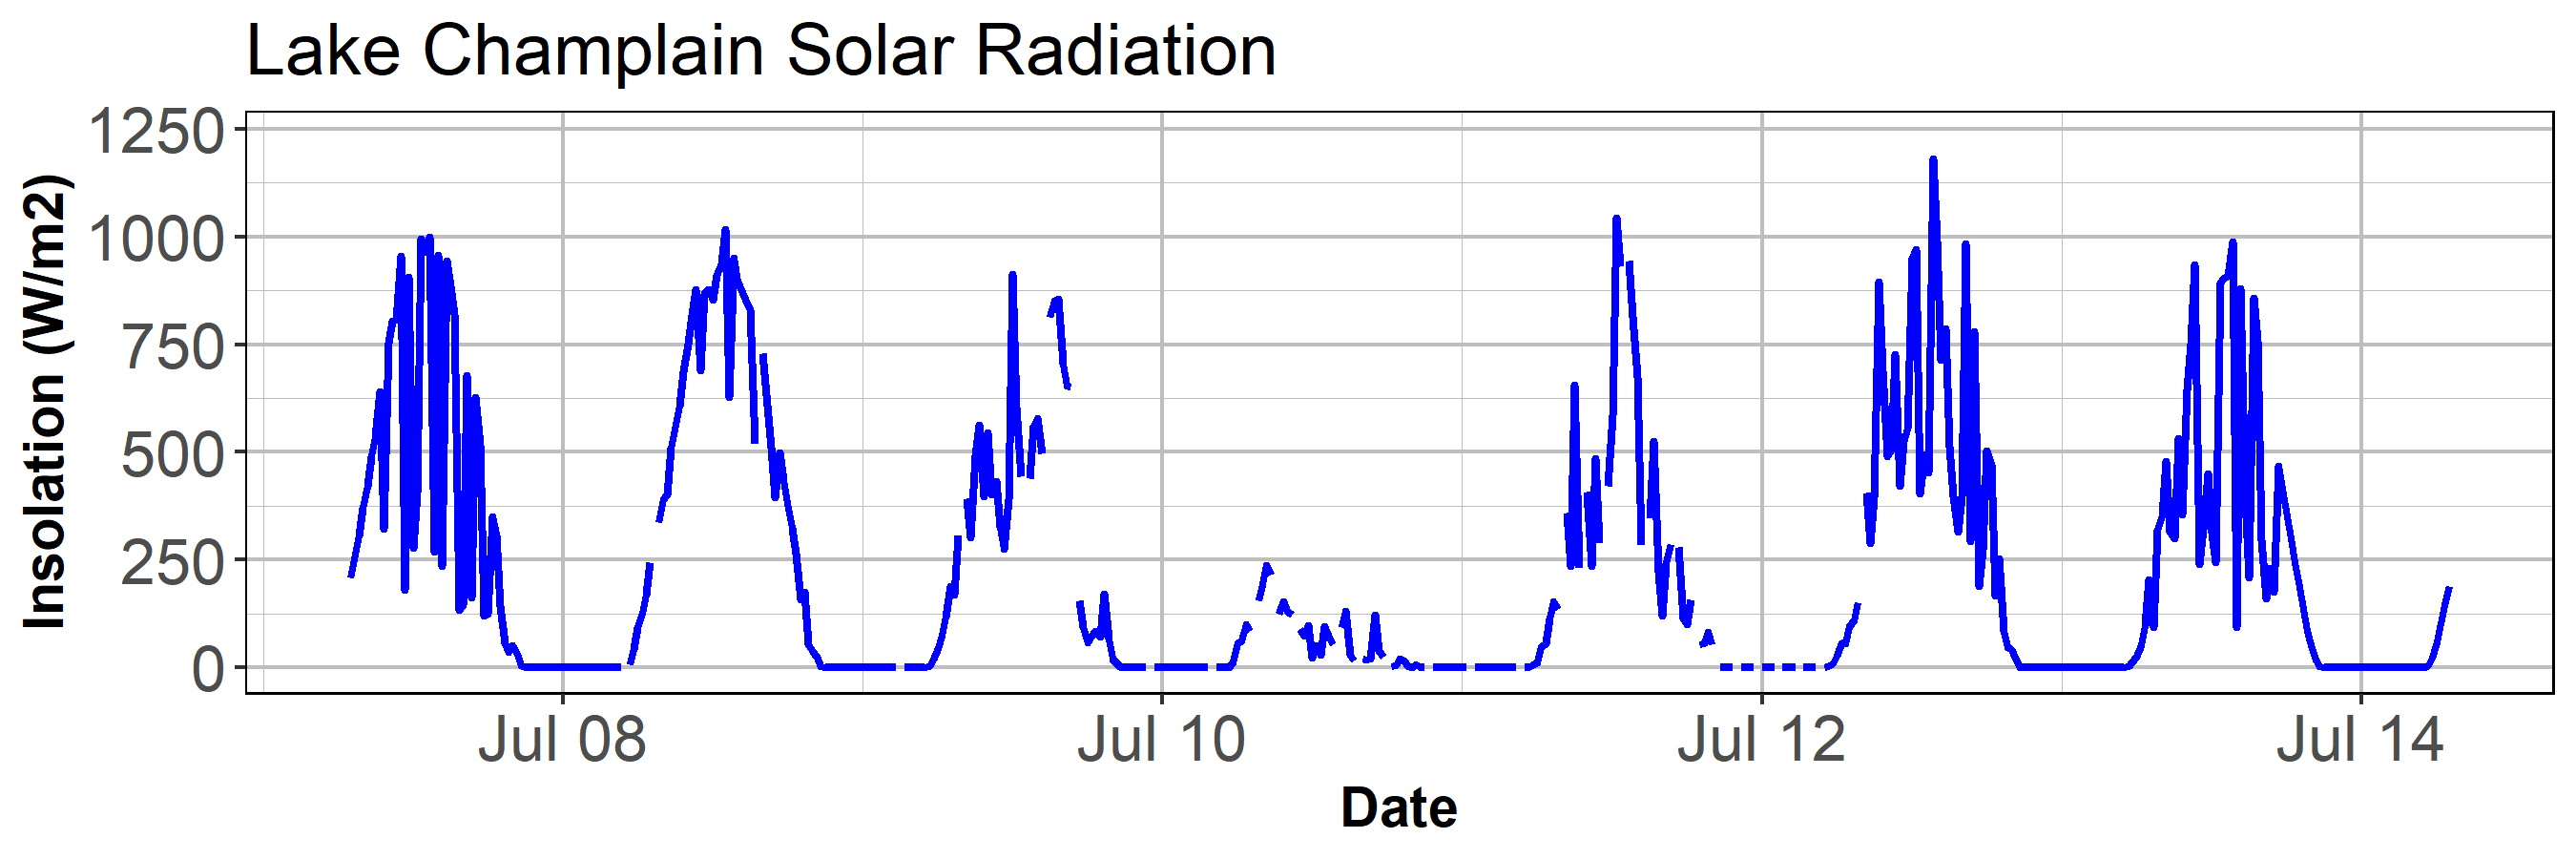 Lake Champlain Solar Radiation
Insolation (W/m2)
1250
1000
750
500
250
0
Jul 08
Jul 10
Jul 12
Jul 14
Date